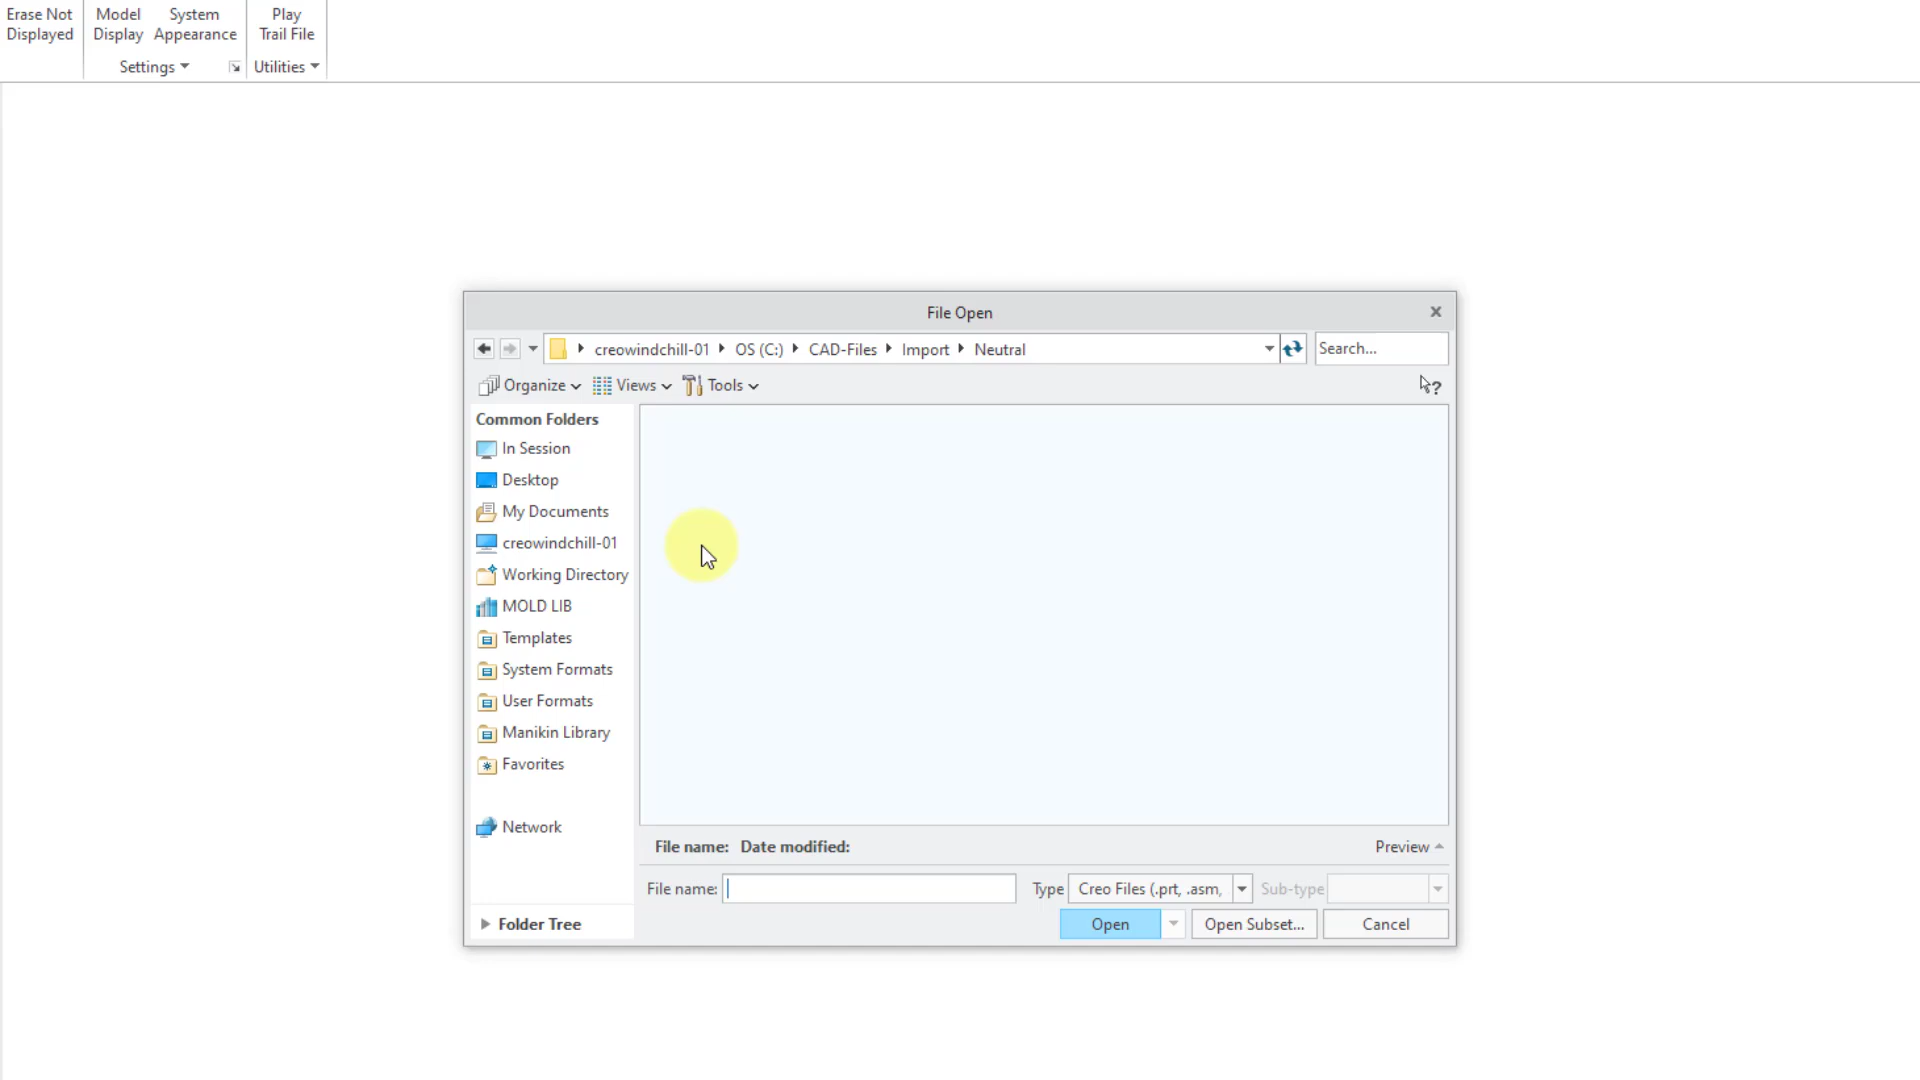 Erase Not
Displayed
Model
Display
System
Appearance
Settings
Play
Trail File
Utilities
File Open
creowindchill-01
OS (C:)
CAD-Files
Import
Neutral
Search...
Organize
Views
Tools
?
Common Folders
In Session
Desktop
My Documents
creowindchill-01
Working Directory
MOLD LIB
Templates
System Formats
User Formats
Manikin Library
Favorites
Network
Folder Tree
File name: Date modified:
Preview
File name:
Type
Creo Files (.prt, .asm,
Sub-type
Open
Open Subset...
Cancel